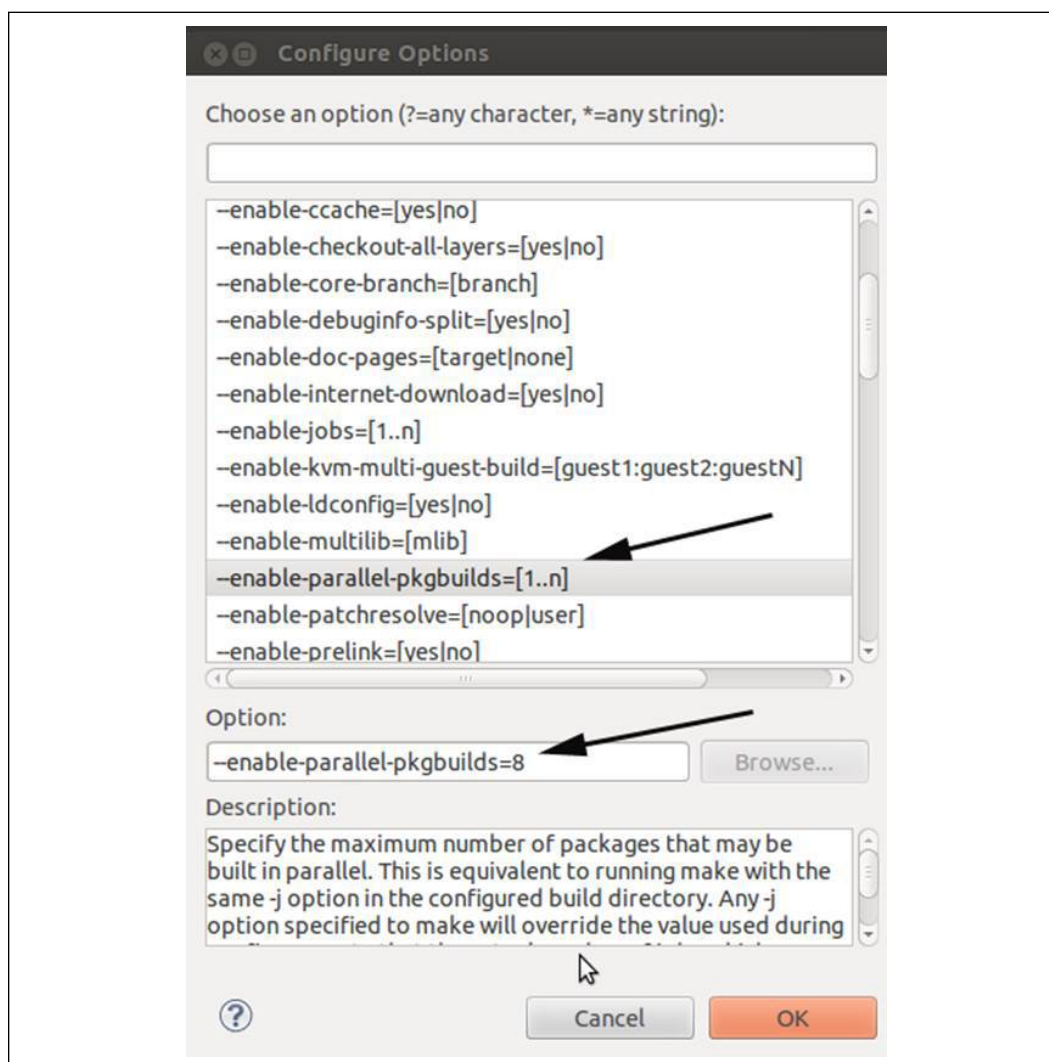 Configure Options
Choose an option (?=any character, *=any string):
--enable-ccache=[yes|no]
--enable-checkout-all-layers=[yes|no]
--enable-core-branch=[branch]
--enable-debuginfo-split=[yes|no]
--enable-doc-pages=[target|none]
--enable-internet-download=[yes|no]
--enable-jobs=[1..n]
--enable-kvm-multi-guest-build=[guest1:guest2:guestN]
--enable-ldconfig=[yes|no]
--enable-multilib=[mlib]
--enable-parallel-pkgbuilds=[1..n]
--enable-patchresolve=[noop|user]
--enable-prelink=[yes|no]
Option:
--enable-parallel-pkgbuilds=8
Browse...
Description:
Specify the maximum number of packages that may be
built in parallel. This is equivalent to running make with the
same -j option in the configured build directory. Any -j
option specified to make will override the value used during
?
Cancel
OK